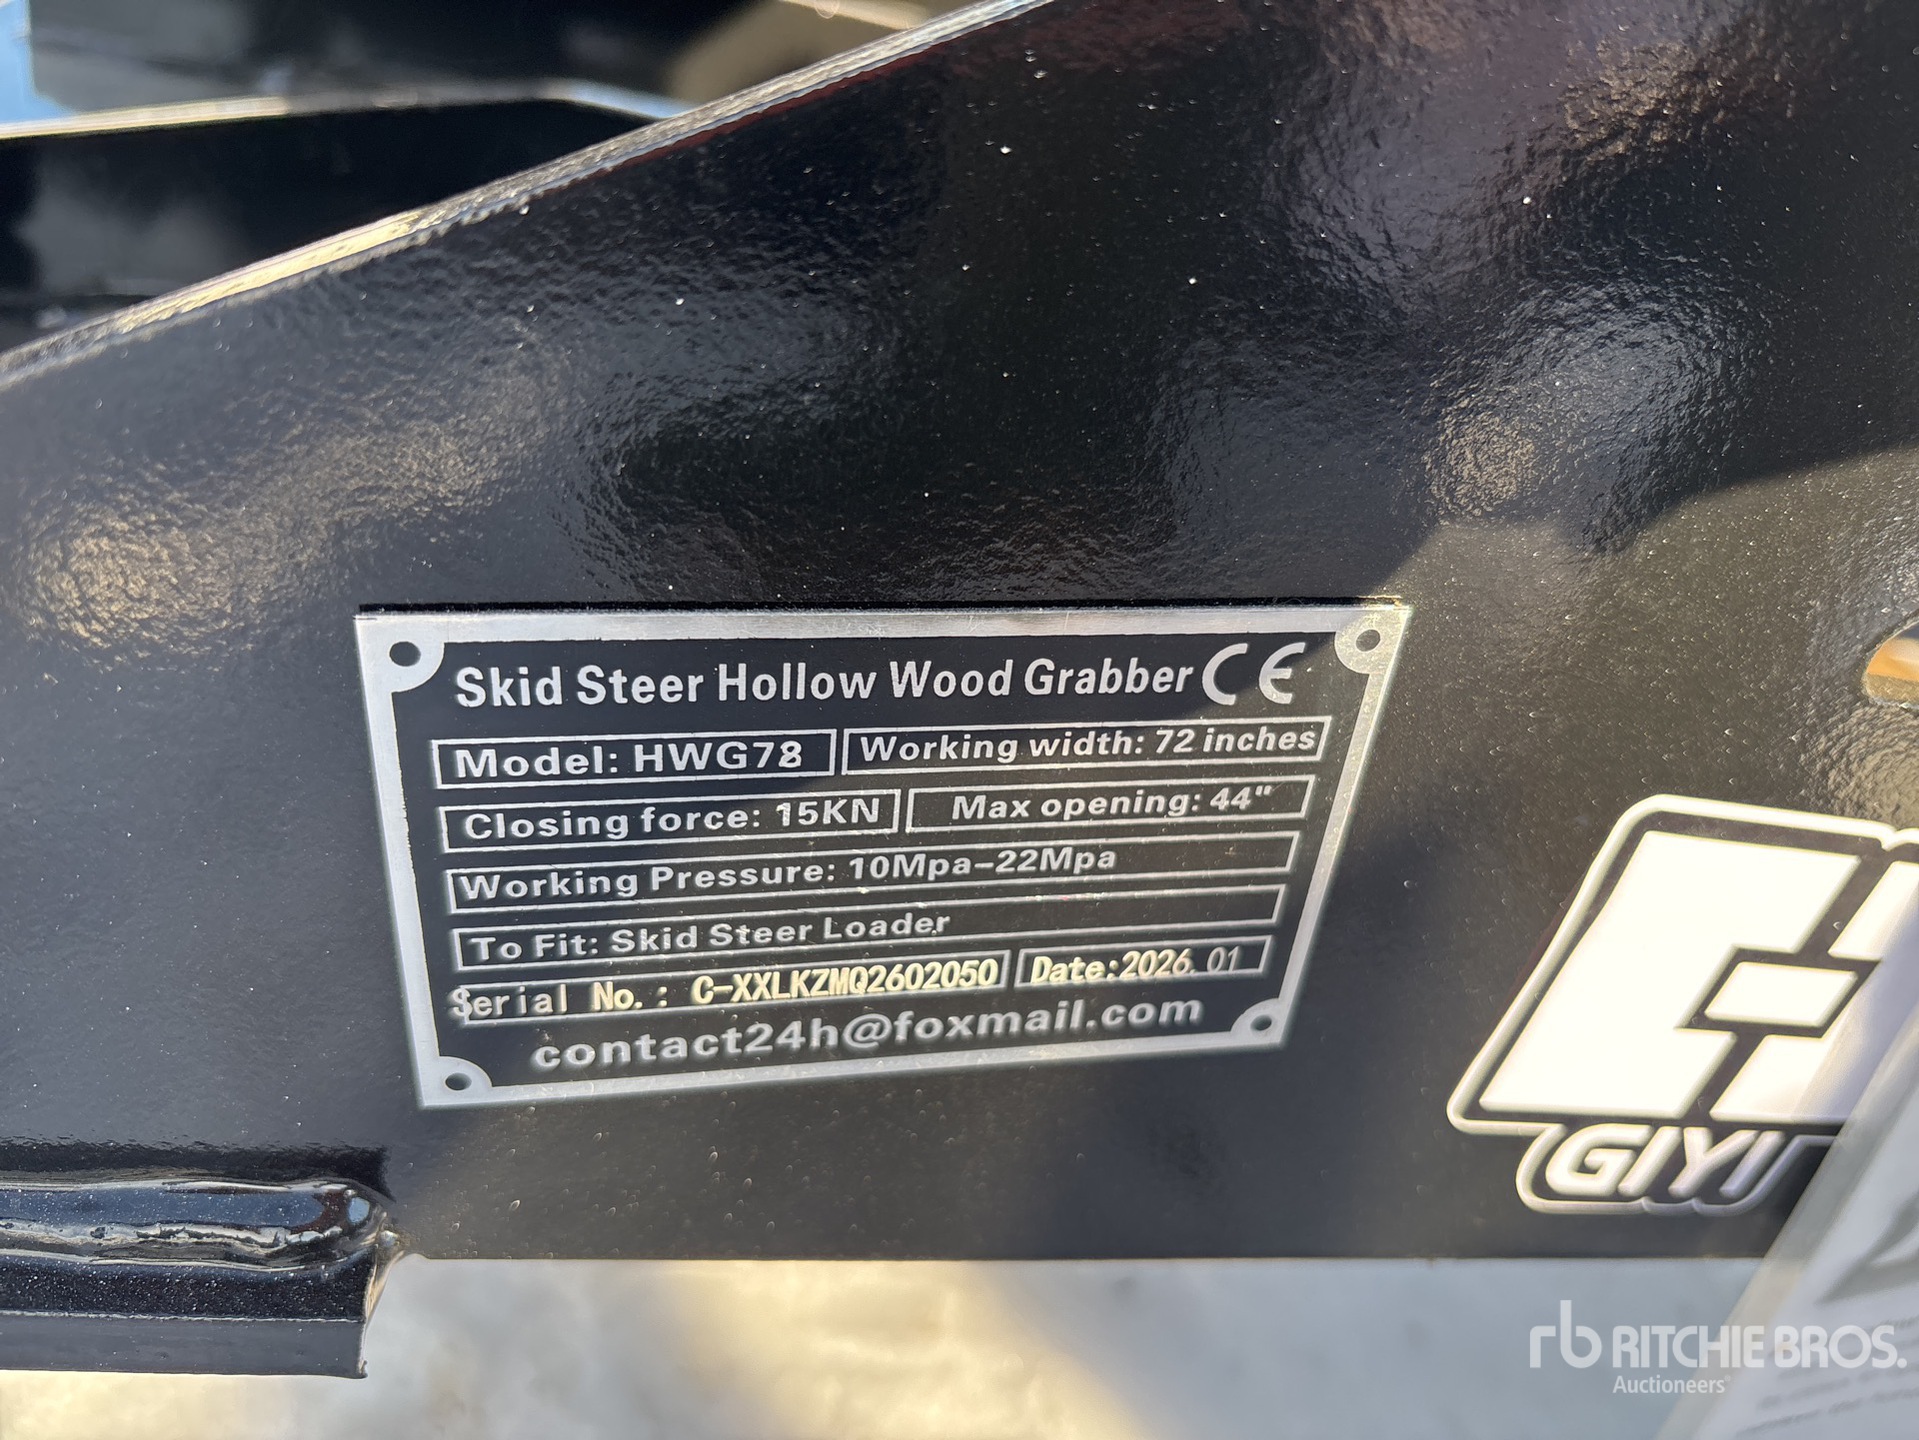 Skid Steer Hollow Wood Grabber CE
Model: HWG78
Working width: 72 inches
Closing force: 15KN
Max opening: 44"
Working Pressure: 10Mpa-22Mpa
To Fit: Skid Steer Loader
Serial No.: C-XXLKZMQ2602050
Date:2026.01
contact24h@foxmail.com
GIYI
rb RITCHIE BROS.
Auctioneers